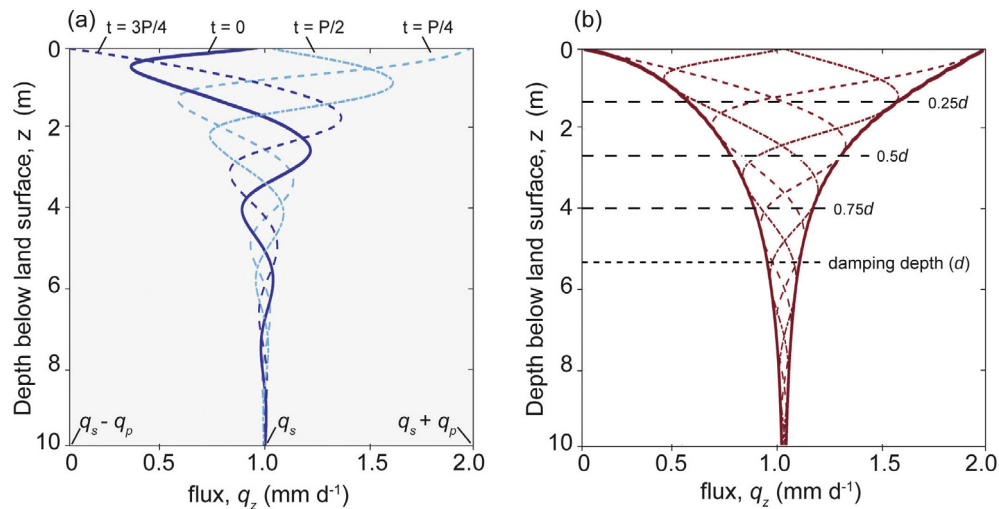 (a)
t = 3P/4
t = 0
t = P/2
t = P/4
0
2
4
6
8
10
Depth below land surface, z (m)
q_s - q_p
q_s
q_s + q_p
0
0.5
1.0
1.5
2.0
flux, q_z (mm d⁻¹)
(b)
0
2
4
6
8
10
Depth below land surface, z (m)
0.25d
0.5d
0.75d
damping depth (d)
0
0.5
1.0
1.5
2.0
flux, q_z (mm d⁻¹)